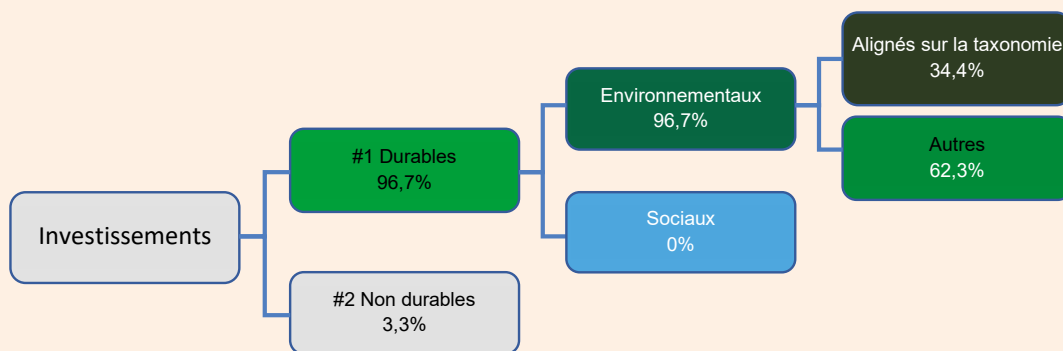 Investissements
#1 Durables
96,7%
#2 Non durables
3,3%
Environnementaux
96,7%
Sociaux
0%
Alignés sur la taxonomie
34,4%
Autres
62,3%